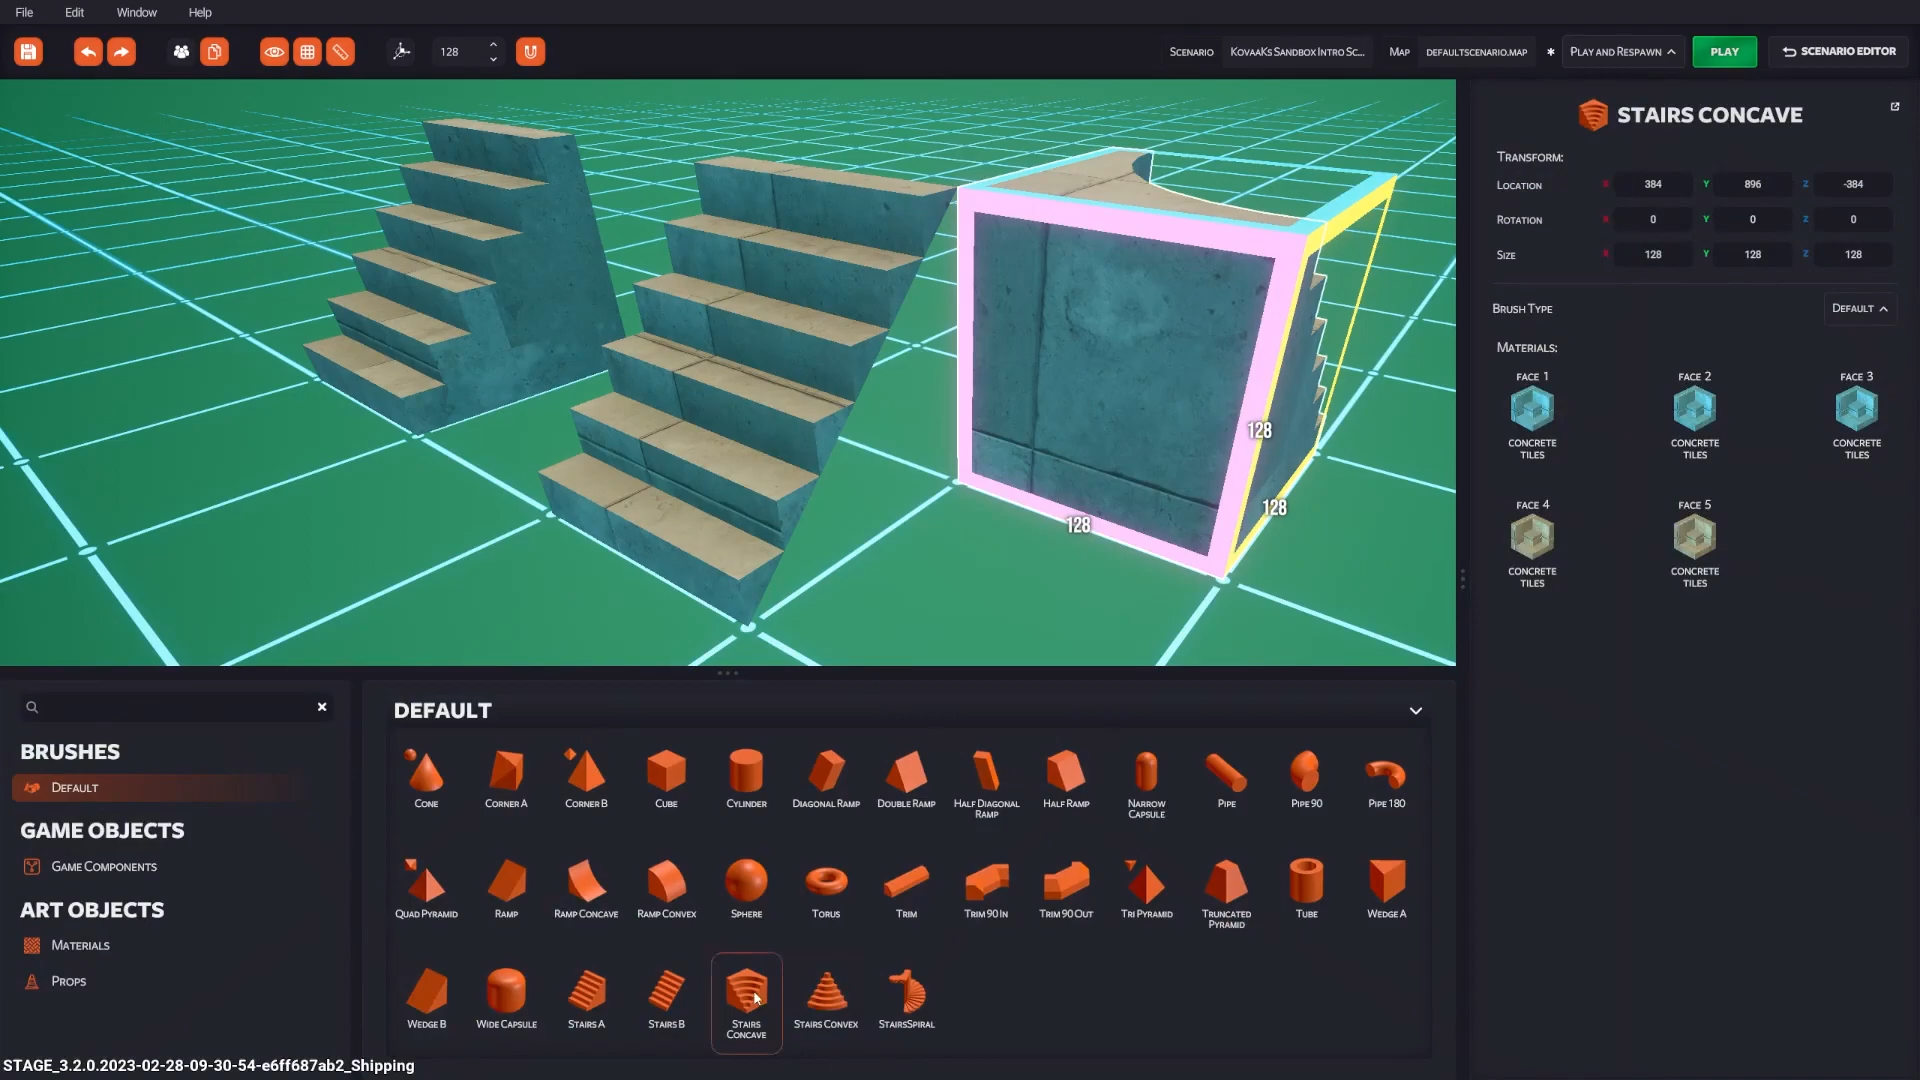 File Edit Window Help
128
Scenario KovaaKs Sandbox Intro Sc... Map defaultscenario.map * Play and Respawn PLAY Scenario Editor
STAIRS CONCAVE
Transform:
Location X 384 Y 896 Z -384
Rotation X 0 Y 0 Z 0
Size X 128 Y 128 Z 128
Brush Type Default
Materials:
Face 1 Face 2 Face 3
Concrete Tiles Concrete Tiles Concrete Tiles
Face 4 Face 5
Concrete Tiles Concrete Tiles
128
128
128
BRUSHES
Default
GAME OBJECTS
Game Components
ART OBJECTS
Materials
Props
DEFAULT
Cone Corner A Corner B Cube Cylinder Diagonal Ramp Double Ramp Half Diagonal Ramp Half Ramp Narrow Capsule Pipe Pipe 90 Pipe 180
Quad Pyramid Ramp Ramp Concave Ramp Convex Sphere Torus Trim Trim 90 In Trim 90 Out Tri Pyramid Truncated Pyramid Tube Wedge A
Wedge B Wide Capsule Stairs A Stairs B Stairs Concave Stairs Convex StairsSpiral
STAGE_3.2.0.2023-02-28-09-30-54-e6ff687ab2_Shipping